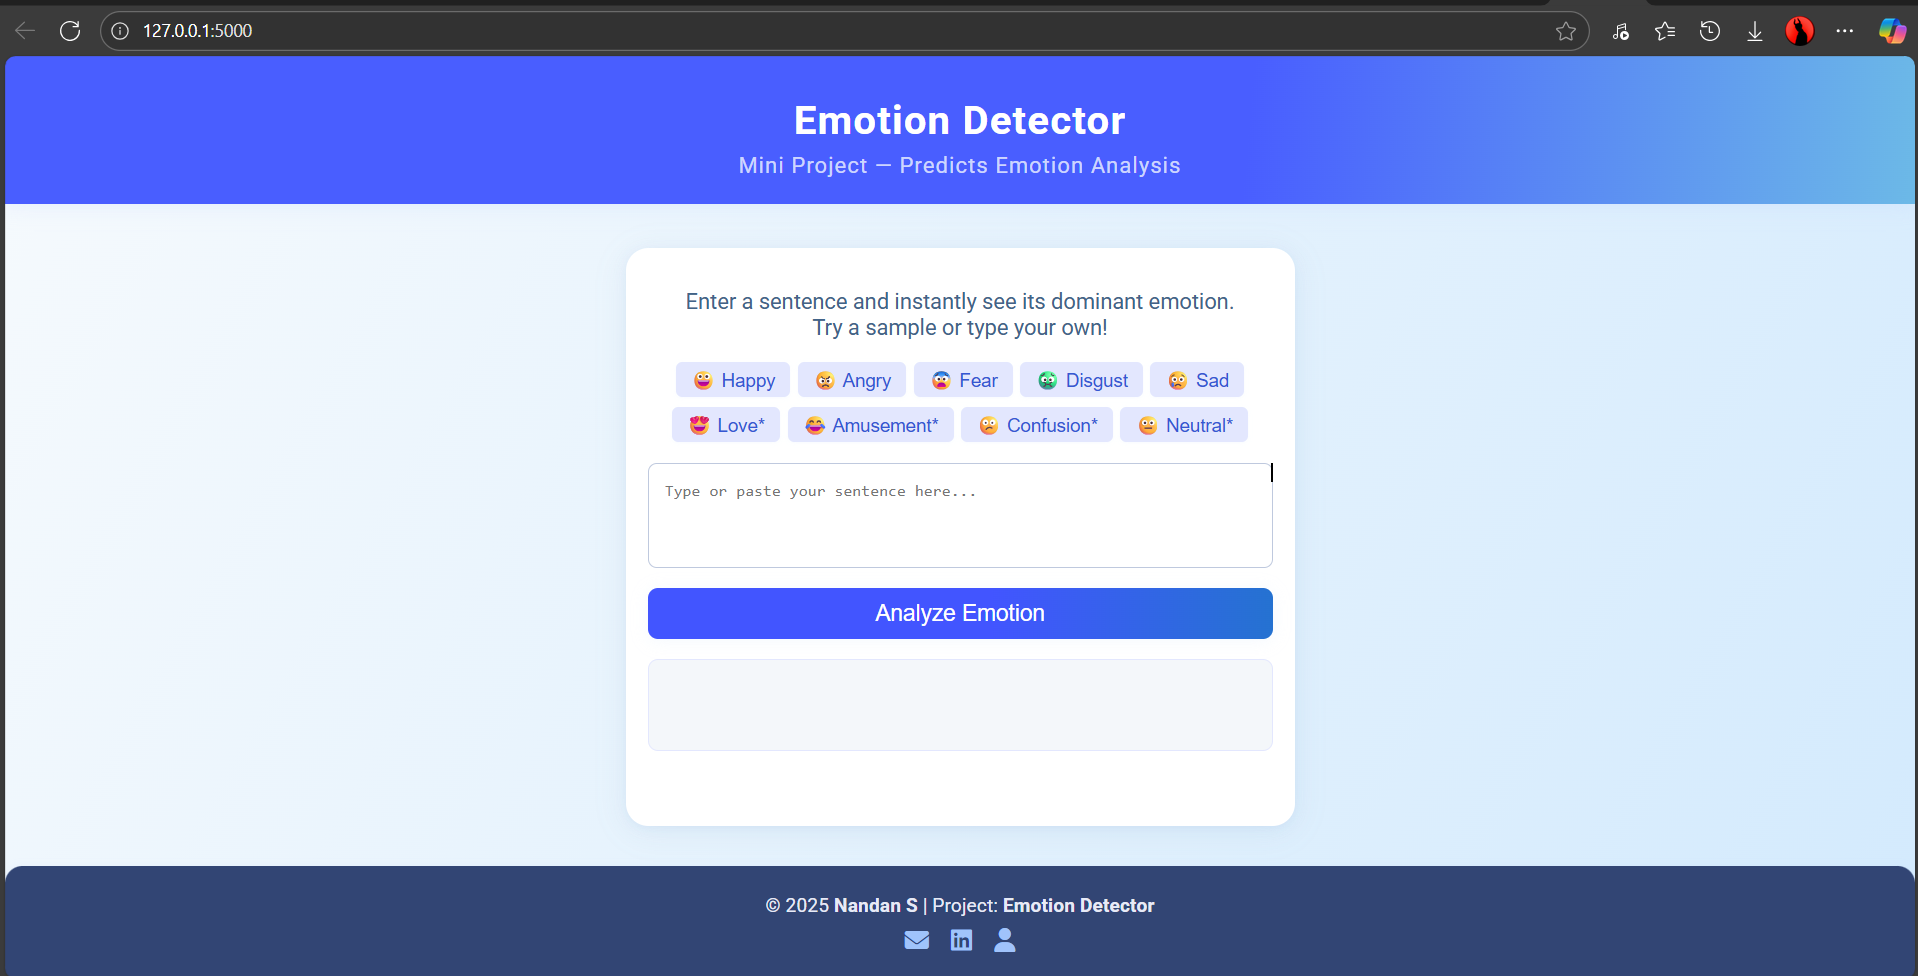 127.0.0.1:5000
Emotion Detector
Mini Project — Predicts Emotion Analysis
Enter a sentence and instantly see its dominant emotion.
Try a sample or type your own!
😀 Happy 😠 Angry 😱 Fear 🤢 Disgust 😢 Sad
😍 Love* 😂 Amusement* 😕 Confusion* 😐 Neutral*
Type or paste your sentence here...
Analyze Emotion
© 2025 Nandan S | Project: Emotion Detector
in